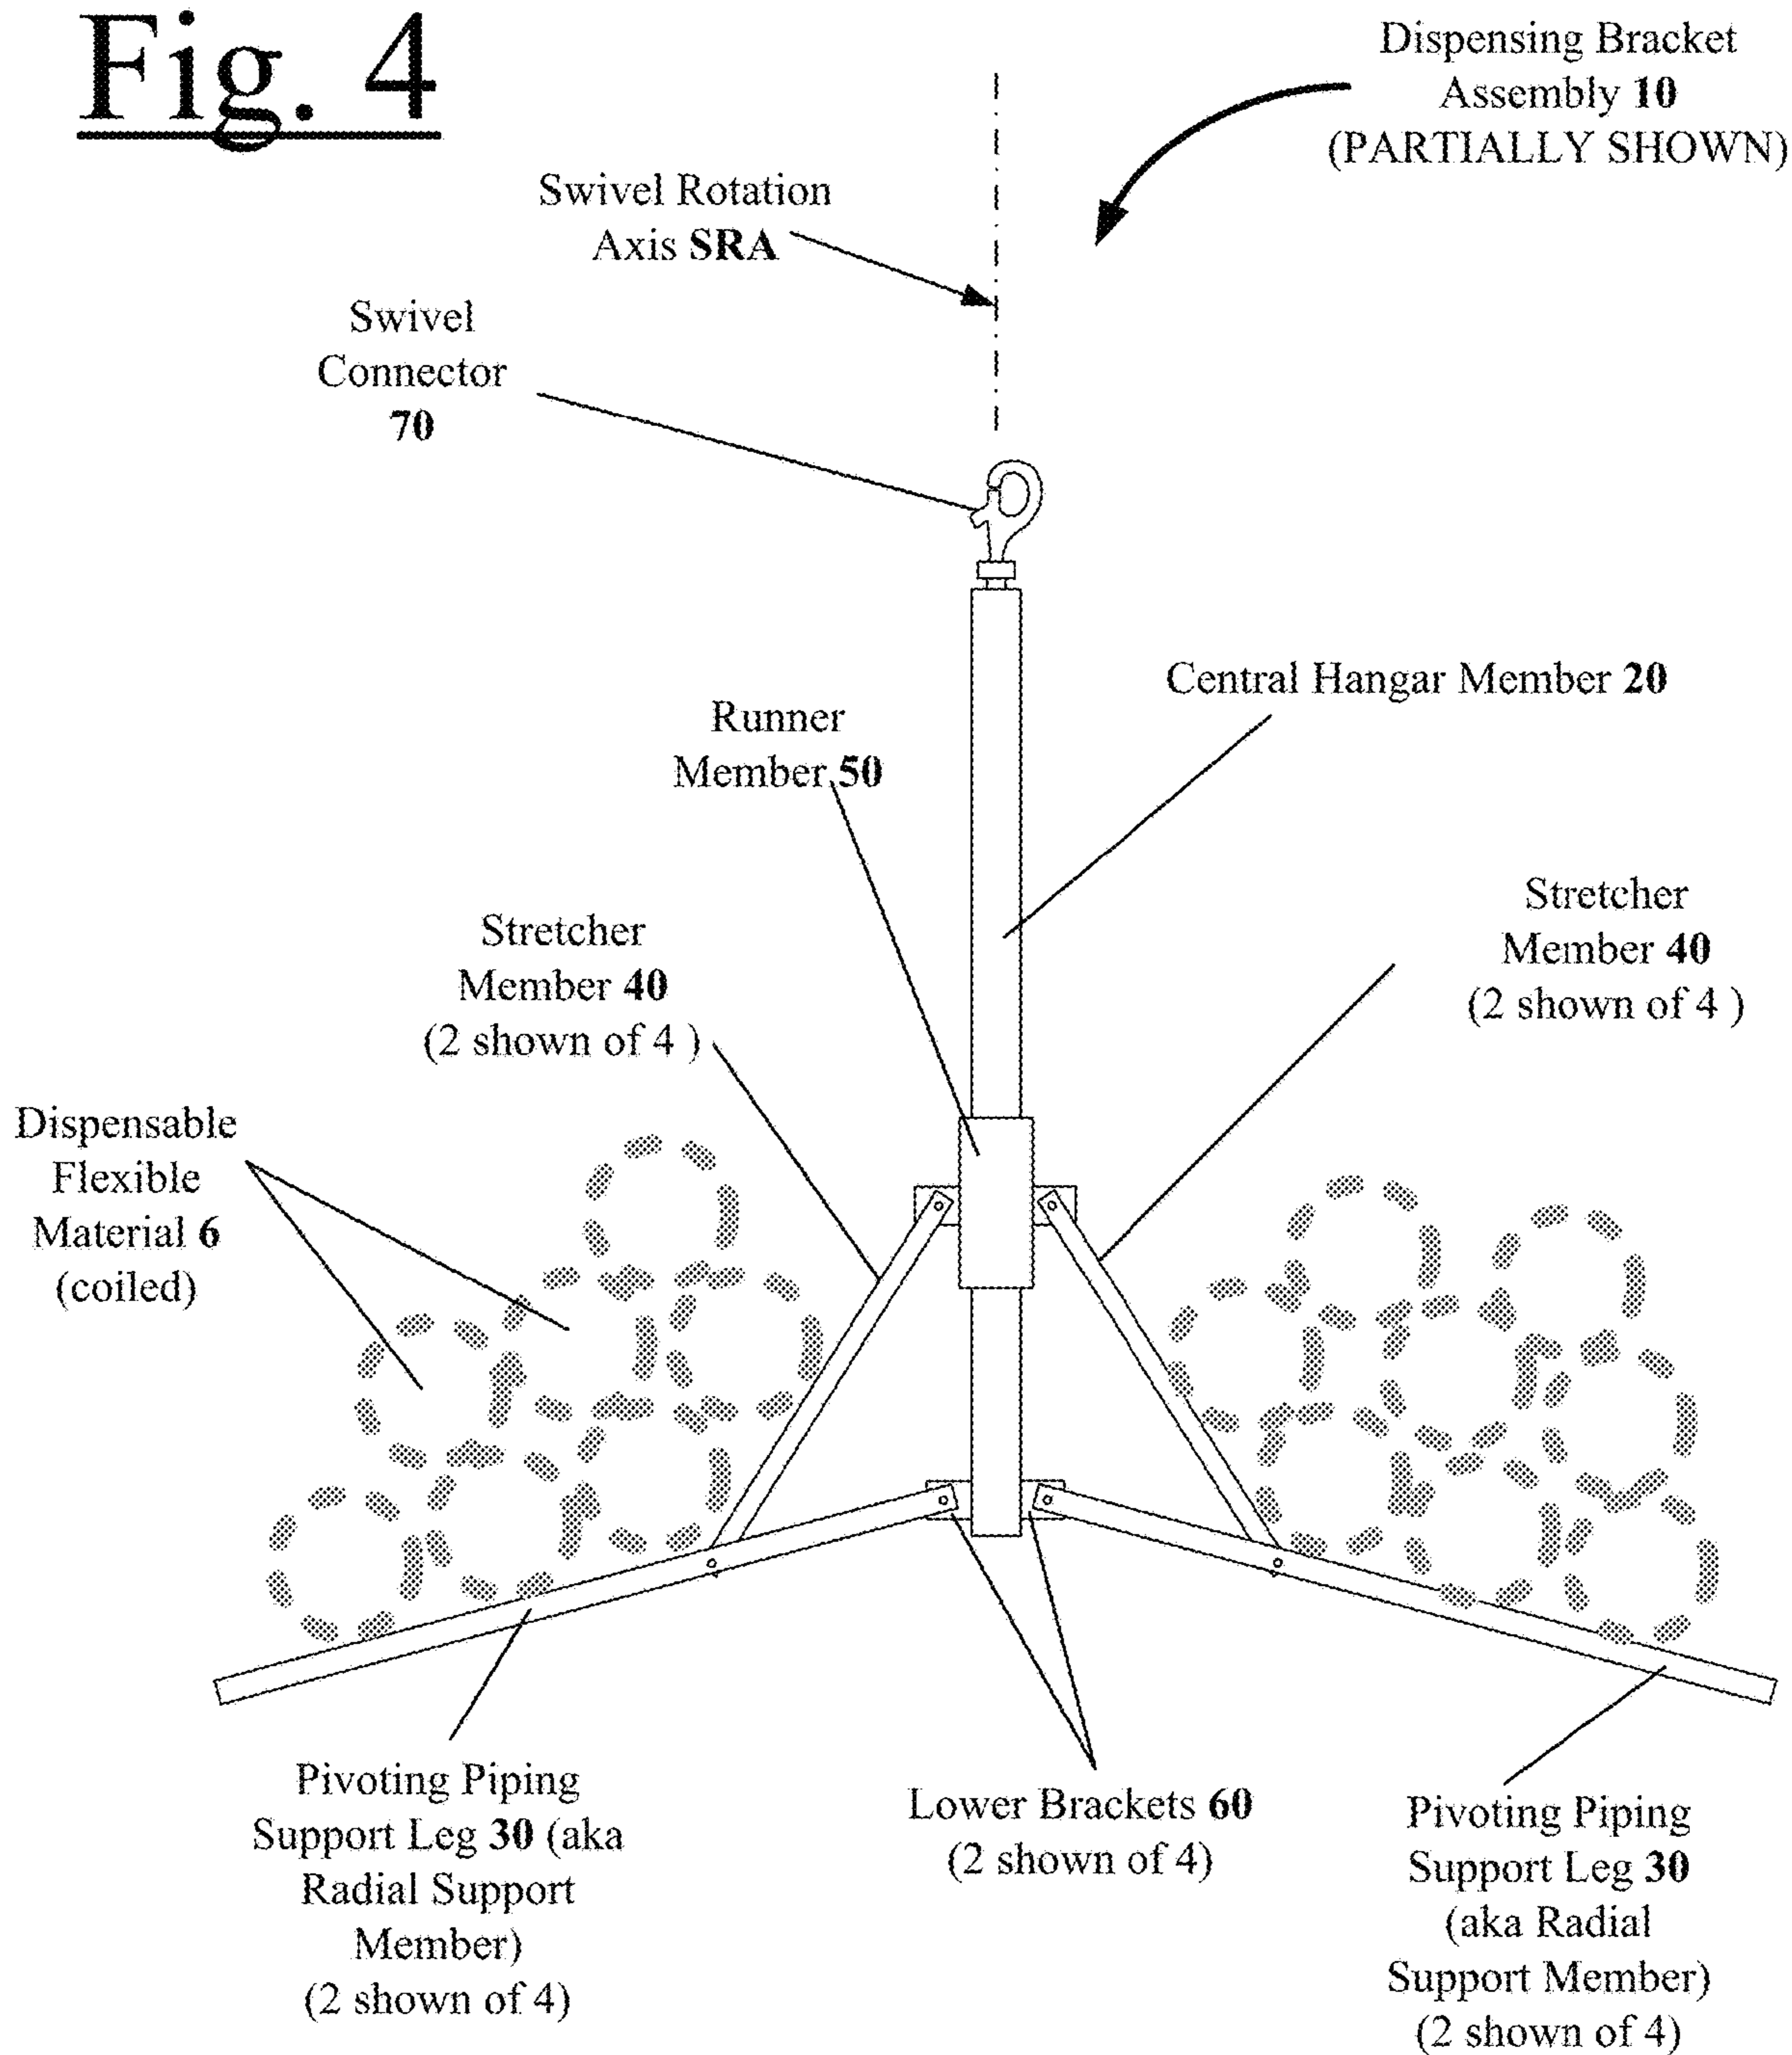 Fig. 4
Dispensing Bracket
Assembly 10
(PARTIALLY SHOWN)
Swivel Rotation
Axis SRA
Swivel
Connector
70
Central Hangar Member 20
Runner
Member 50
Stretcher
Member 40
(2 shown of 4 )
Stretcher
Member 40
(2 shown of 4 )
Dispensable
Flexible
Material 6
(coiled)
Pivoting Piping
Support Leg 30 (aka
Radial Support
Member)
(2 shown of 4)
Lower Brackets 60
(2 shown of 4)
Pivoting Piping
Support Leg 30
(aka Radial
Support Member)
(2 shown of 4)